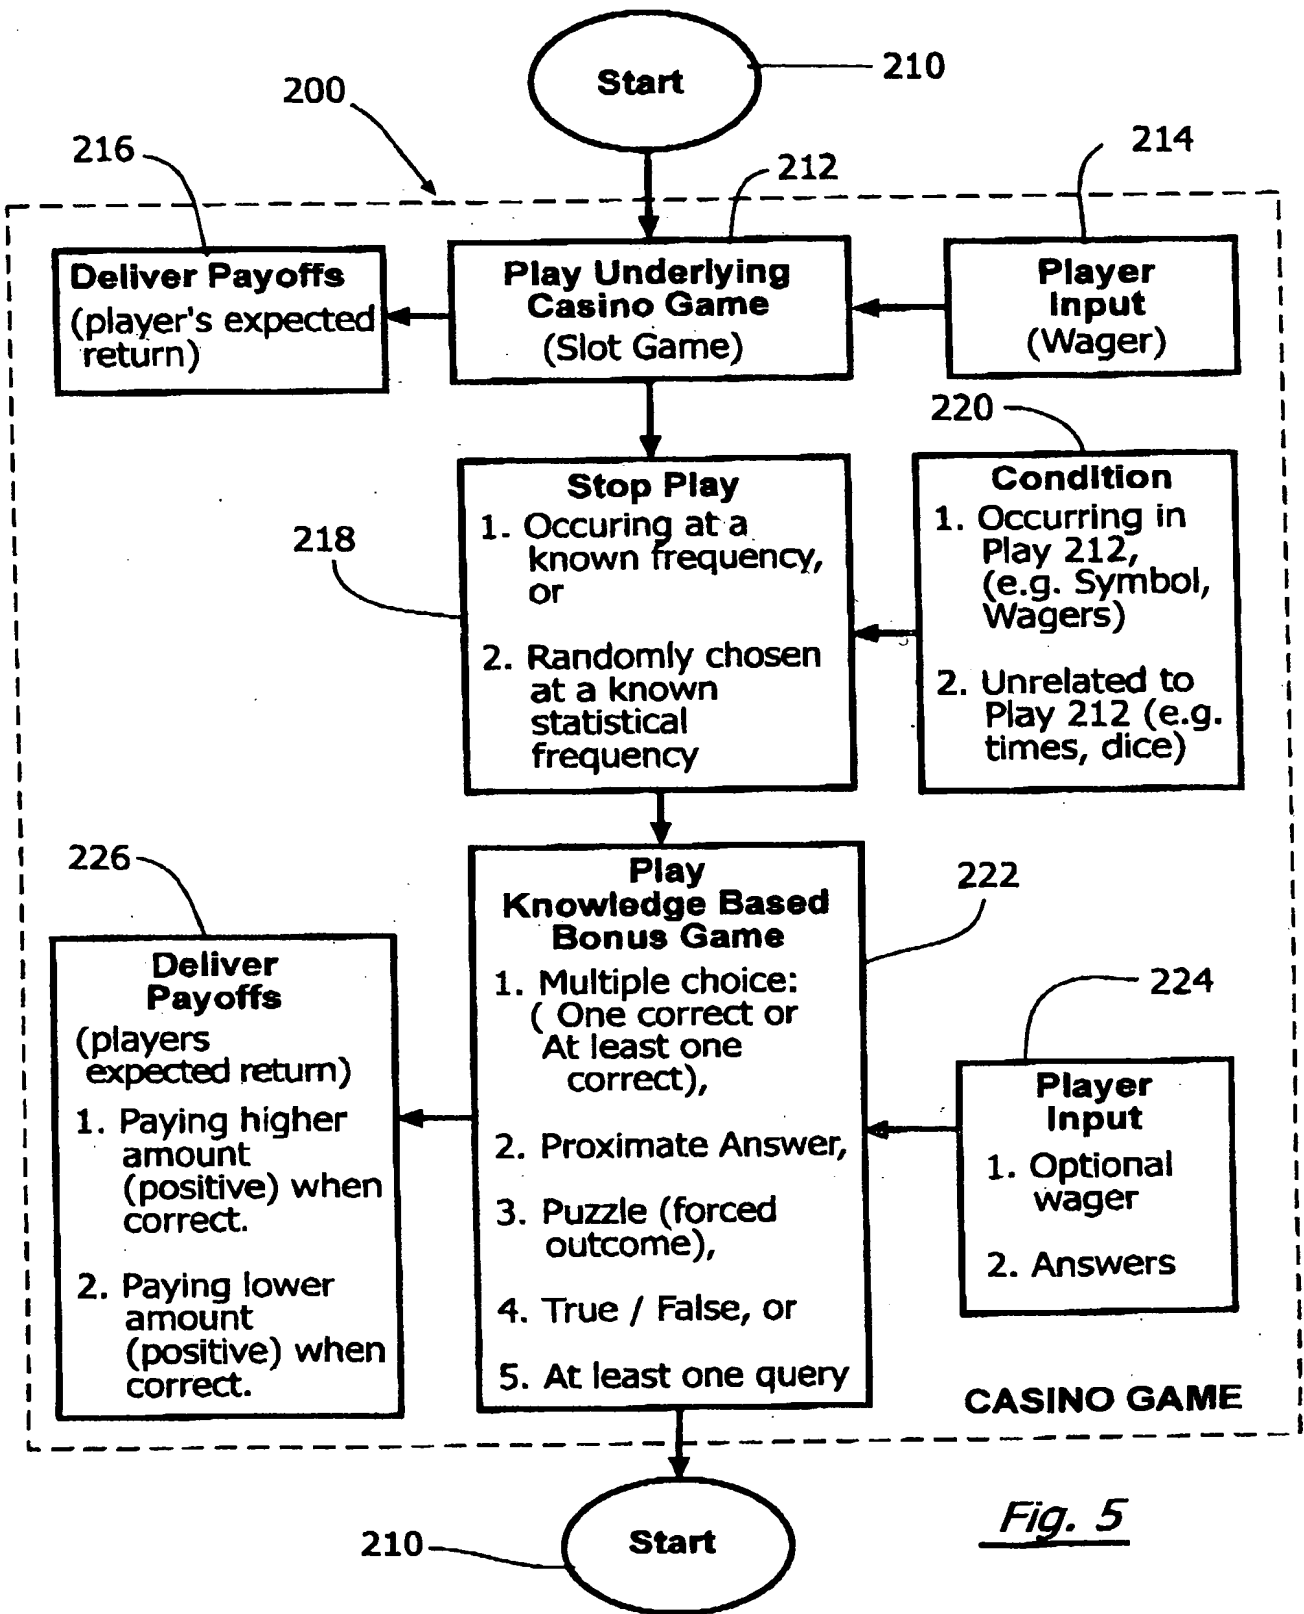 Start
210
200
216
212
214
Deliver Payoffs
(player's expected
return)
Play Underlying
Casino Game
(Slot Game)
Player
Input
(Wager)
220
218
Stop Play
1. Occuring at a
known frequency,
or
2. Randomly chosen
at a known
statistical
frequency
Condition
1. Occurring in
Play 212,
(e.g. Symbol,
Wagers)
2. Unrelated to
Play 212 (e.g.
times, dice)
226
222
224
Deliver
Payoffs
(players
expected return)
1. Paying higher
amount
(positive) when
correct.
2. Paying lower
amount
(positive) when
correct.
Play
Knowledge Based
Bonus Game
1. Multiple choice:
( One correct or
At least one
correct),
2. Proximate Answer,
3. Puzzle (forced
outcome),
4. True / False, or
5. At least one query
Player
Input
1. Optional
wager
2. Answers
CASINO GAME
210
Start
Fig. 5